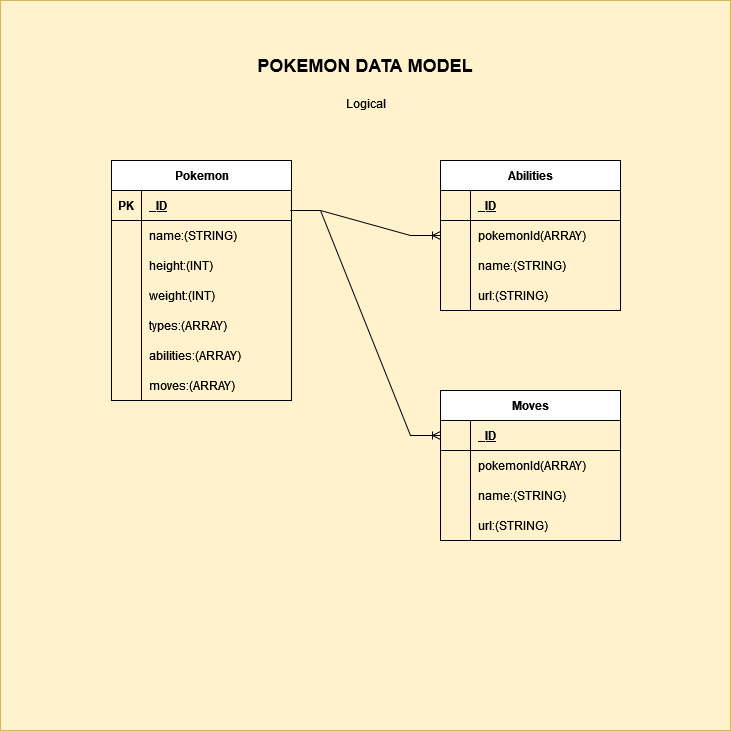 POKEMON DATA MODEL
Logical
Pokemon
PK _ID
name:(STRING)
height:(INT)
weight:(INT)
types:(ARRAY)
abilities:(ARRAY)
moves:(ARRAY)
Abilities
_ID
pokemonId(ARRAY)
name:(STRING)
url:(STRING)
Moves
_ID
pokemonId(ARRAY)
name:(STRING)
url:(STRING)